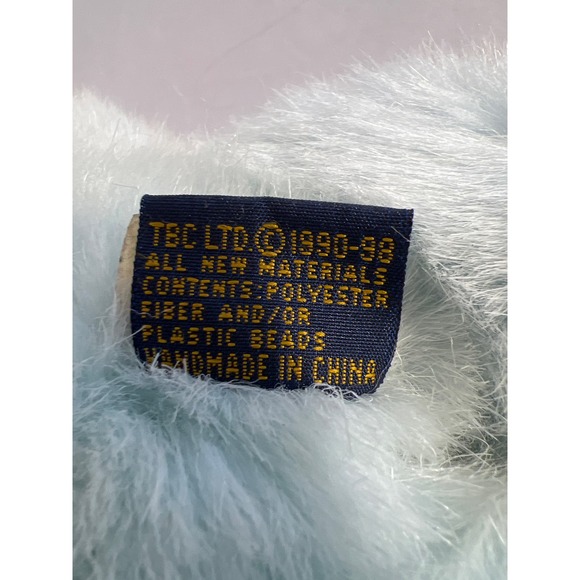 TBC LTD.©1990-98
ALL NEW MATERIALS
CONTENTS:POLYESTER
FIBER AND/OR
PLASTIC BEADS
HANDMADE IN CHINA